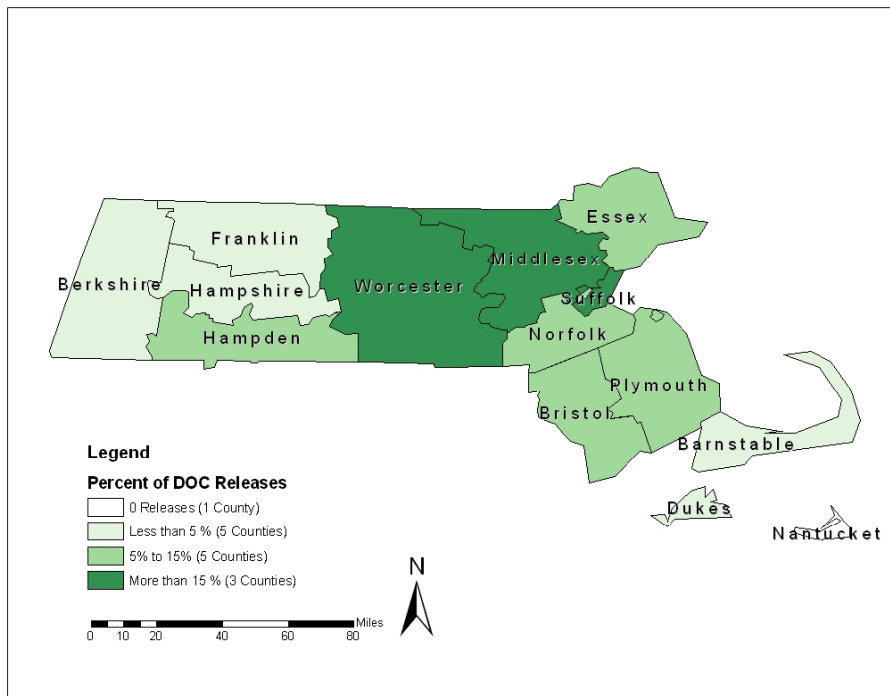 Essex
Franklin
Middlesex
Berkshire
Hampshire
Worcester
Suffolk
Hampden
Norfolk
Plymouth
Bristol
Barnstable
Dukes
Nantucket
Legend
Percent of DOC Releases
0 Releases (1 County)
Less than 5 % (5 Counties)
5% to 15% (5 Counties)
More than 15 % (3 Counties)
N
Miles
0 10 20 40 60 80